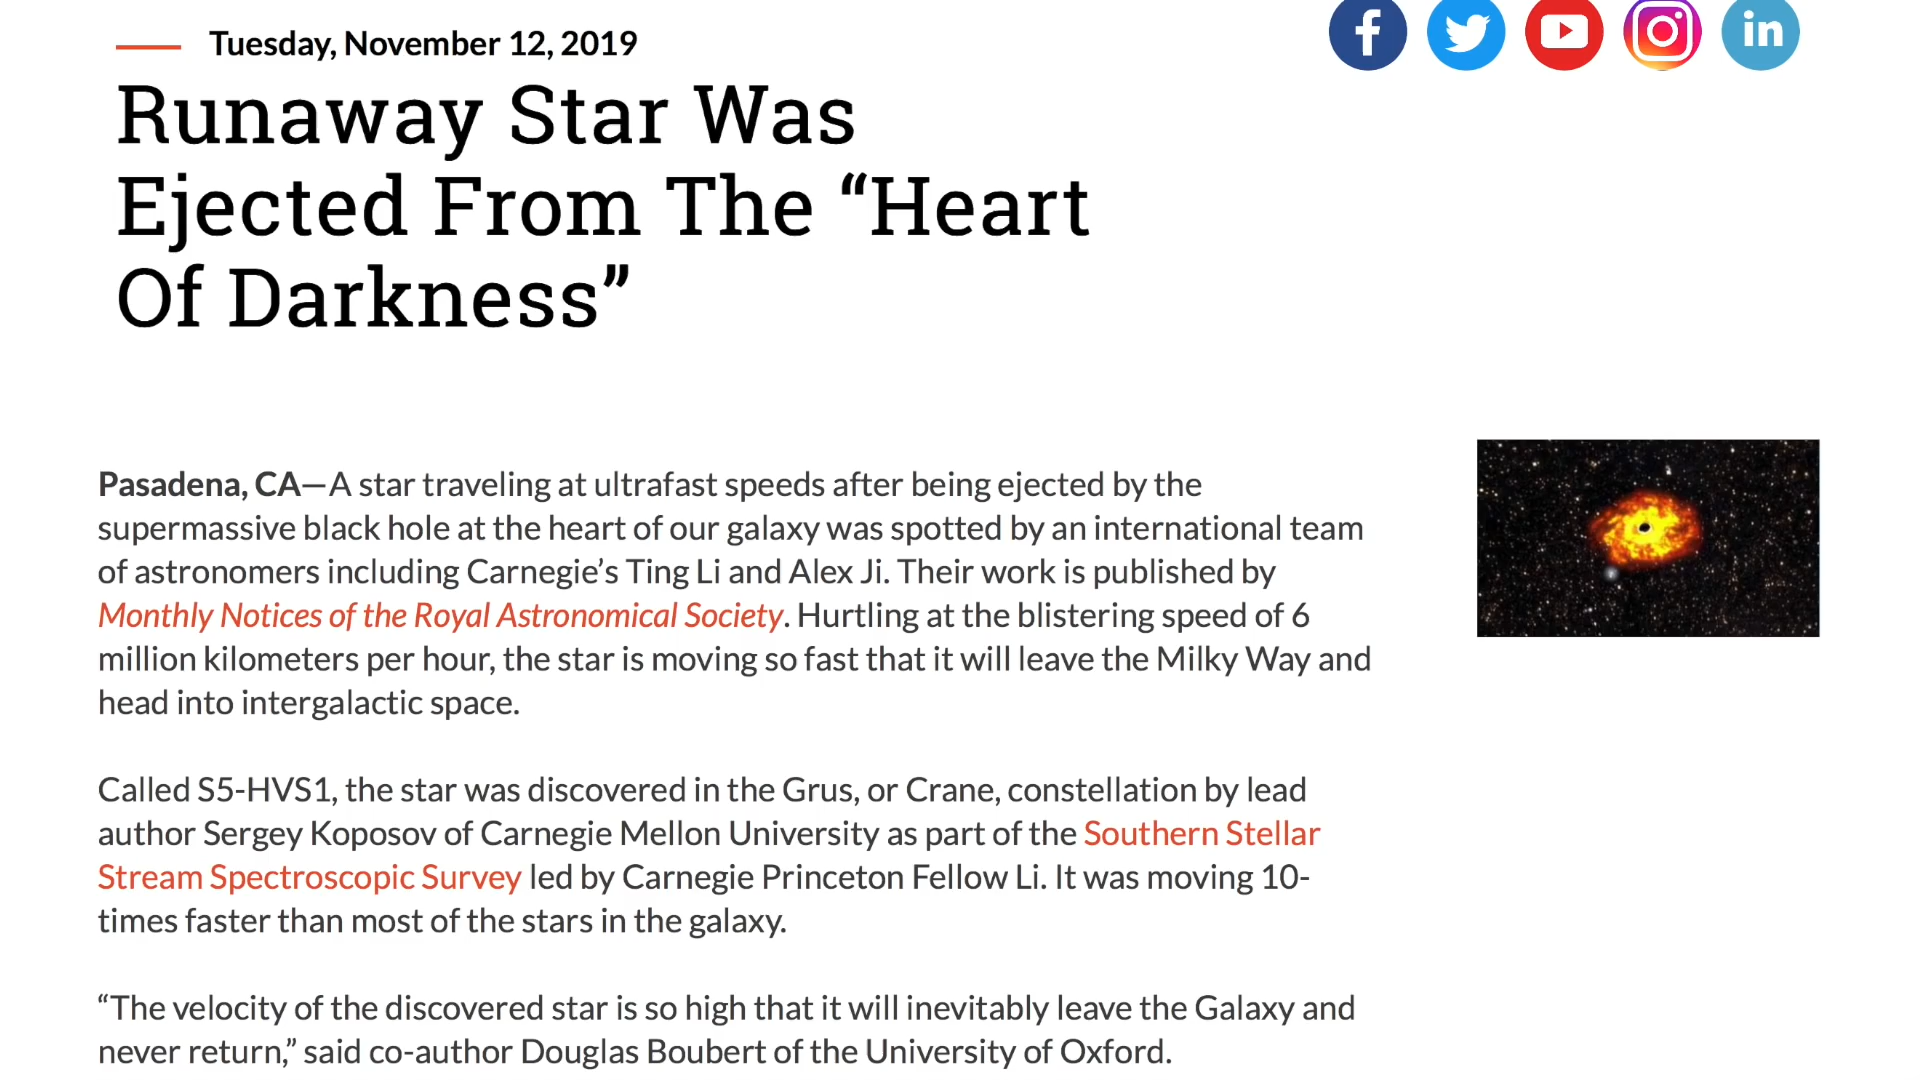 Tuesday, November 12, 2019
Runaway Star Was
Ejected From The “Heart
Of Darkness”
Pasadena, CA—A star traveling at ultrafast speeds after being ejected by the
supermassive black hole at the heart of our galaxy was spotted by an international team
of astronomers including Carnegie’s Ting Li and Alex Ji. Their work is published by
Monthly Notices of the Royal Astronomical Society. Hurtling at the blistering speed of 6
million kilometers per hour, the star is moving so fast that it will leave the Milky Way and
head into intergalactic space.
Called S5-HVS1, the star was discovered in the Grus, or Crane, constellation by lead
author Sergey Koposov of Carnegie Mellon University as part of the Southern Stellar
Stream Spectroscopic Survey led by Carnegie Princeton Fellow Li. It was moving 10-
times faster than most of the stars in the galaxy.
“The velocity of the discovered star is so high that it will inevitably leave the Galaxy and
never return,” said co-author Douglas Boubert of the University of Oxford.